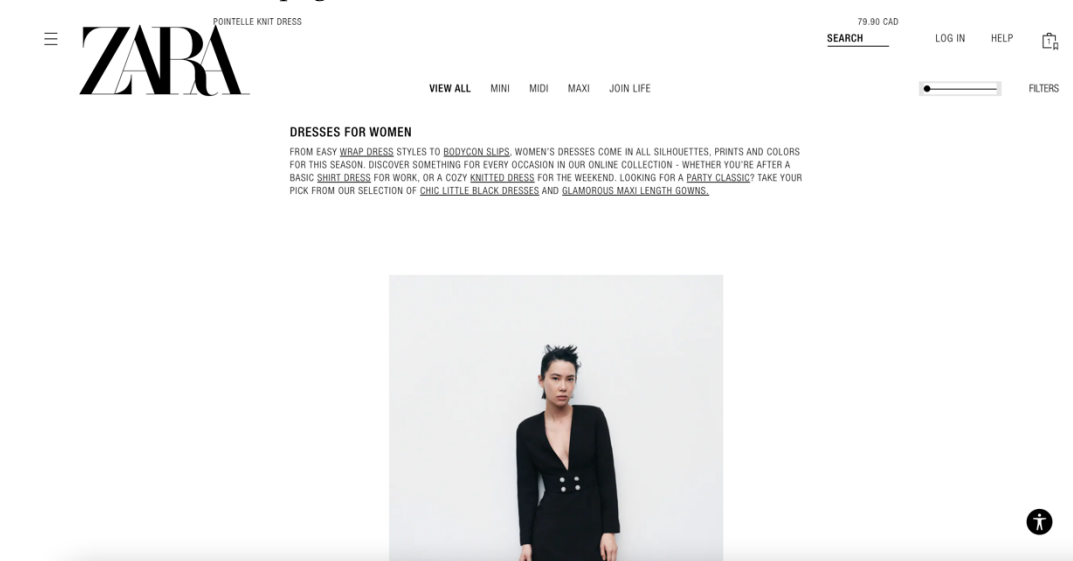 POINTELLE KNIT DRESS 79.90 CAD
ZARA
SEARCH LOG IN HELP 1
VIEW ALL MINI MIDI MAXI JOIN LIFE FILTERS
DRESSES FOR WOMEN
FROM EASY WRAP DRESS STYLES TO BODYCON SLIPS, WOMEN'S DRESSES COME IN ALL SILHOUETTES, PRINTS AND COLORS
FOR THIS SEASON. DISCOVER SOMETHING FOR EVERY OCCASION IN OUR ONLINE COLLECTION - WHETHER YOU'RE AFTER A
BASIC SHIRT DRESS FOR WORK, OR A COZY KNITTED DRESS FOR THE WEEKEND. LOOKING FOR A PARTY CLASSIC? TAKE YOUR
PICK FROM OUR SELECTION OF CHIC LITTLE BLACK DRESSES AND GLAMOROUS MAXI LENGTH GOWNS.